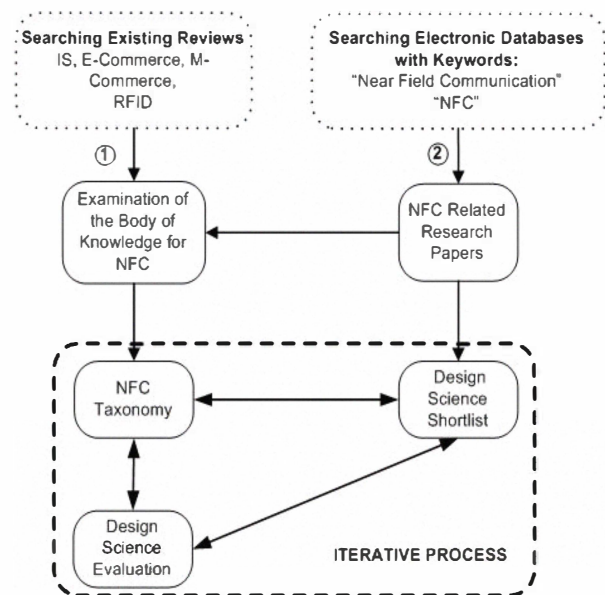 Searching Existing Reviews
IS, E-Commerce, M-
Commerce,
RFID
Searching Electronic Databases
with Keywords:
“Near Field Communication”
“NFC”
1
2
Examination of
the Body of
Knowledge for
NFC
NFC Related
Research
Papers
NFC
Taxonomy
Design
Science
Shortlist
Design
Science
Evaluation
ITERATIVE PROCESS